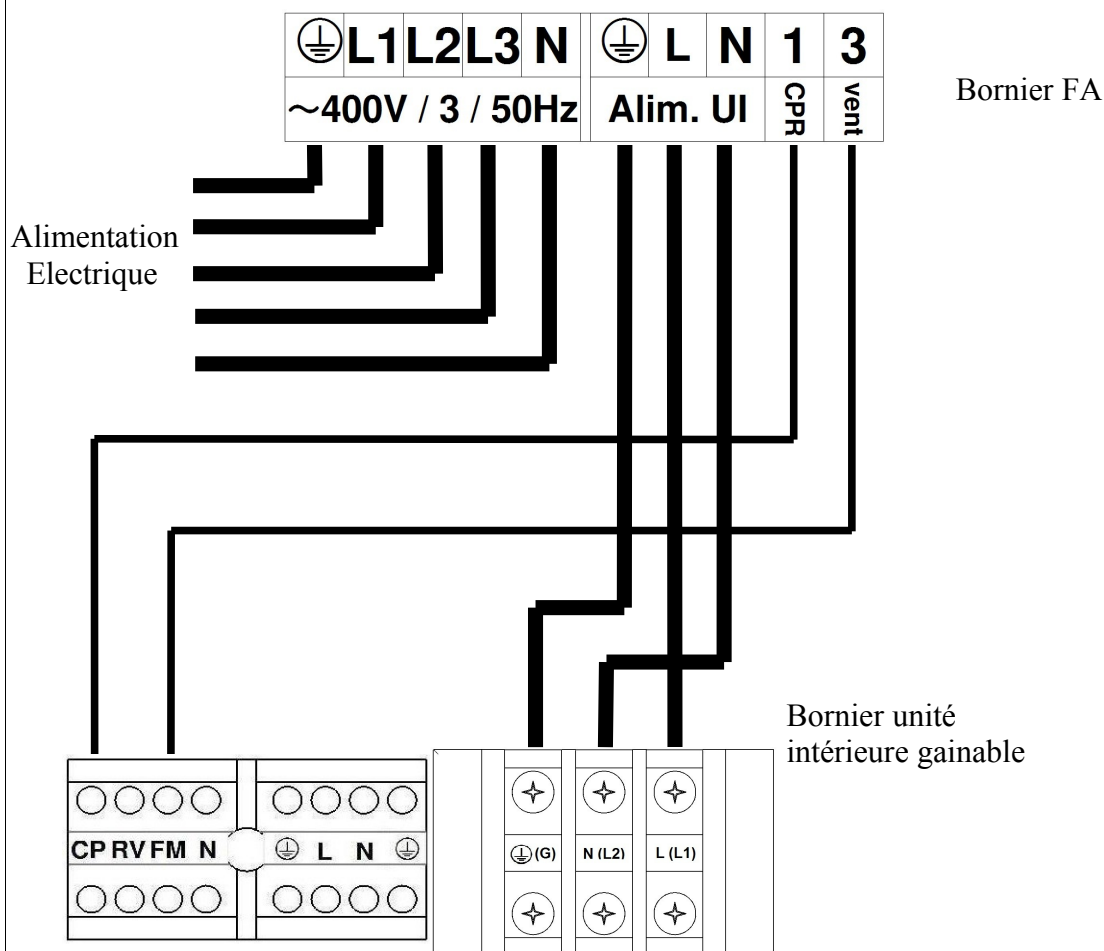 ⏚ L1 L2 L3 N ⏚ L N 1 3
~400V / 3 / 50Hz Alim. UI CPR vent
Bornier FA
Alimentation
Electrique
Bornier unité
intérieure gainable
CP RV FM N ⏚ L N ⏚
⏚(G) N (L2) L (L1)